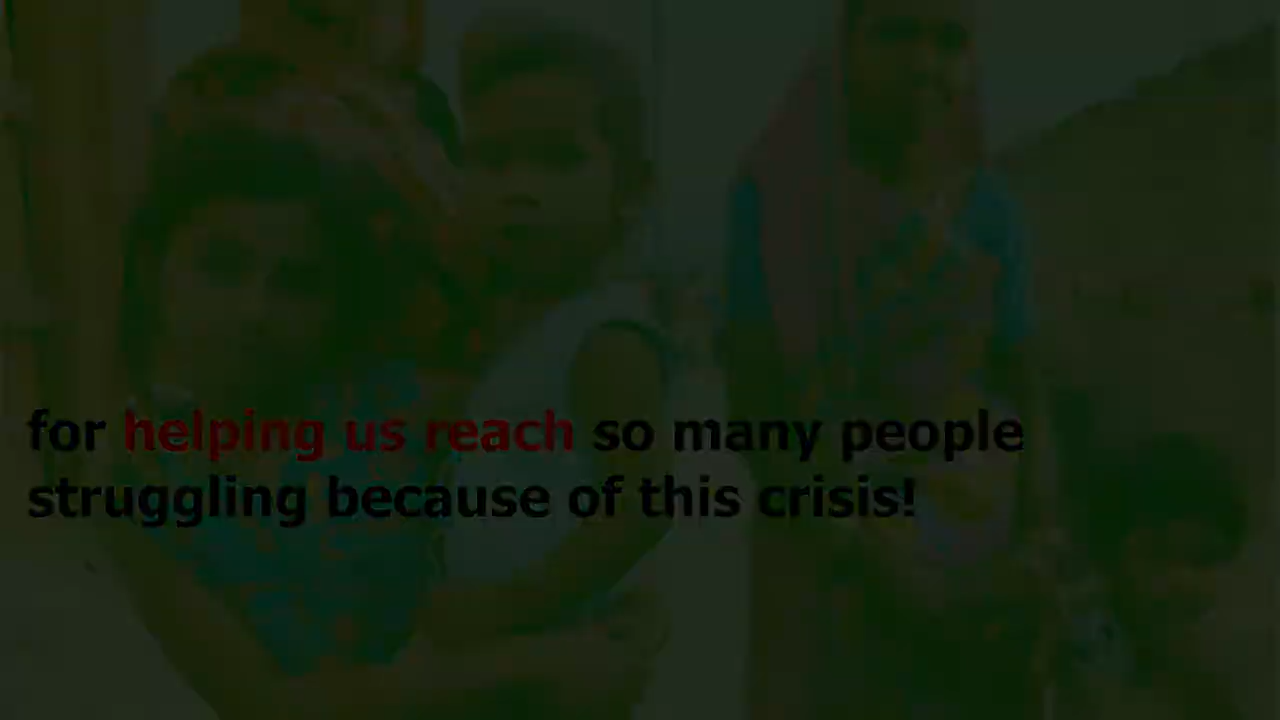 for helping us reach so many people
struggling because of this crisis!